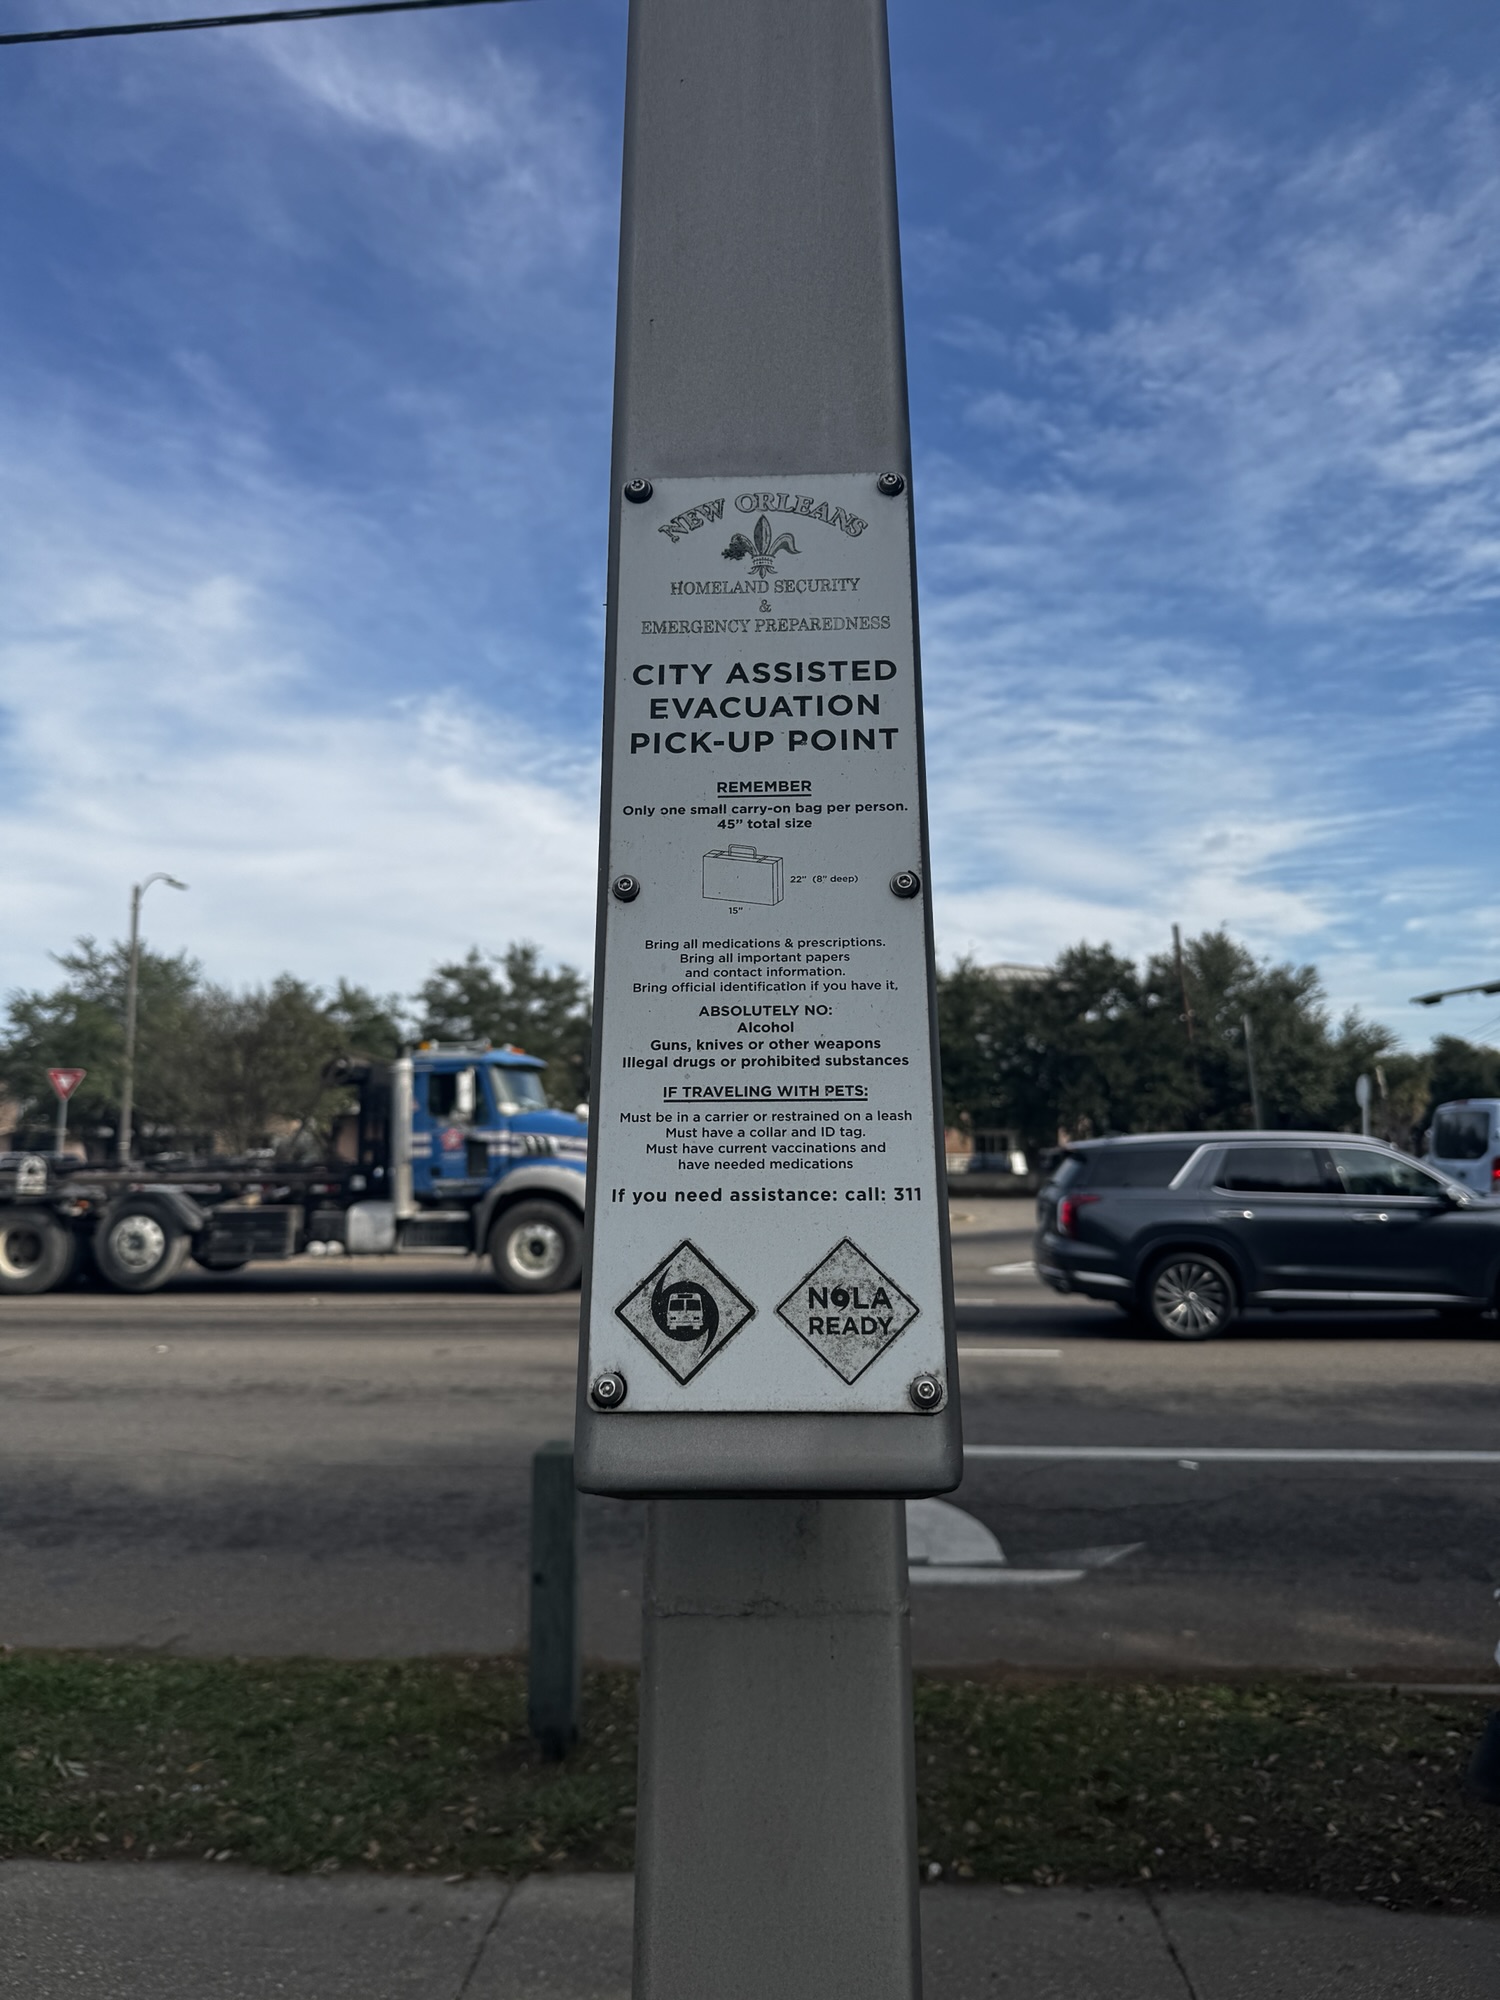 NEW ORLEANS
HOMELAND SECURITY
&
EMERGENCY PREPAREDNESS
CITY ASSISTED
EVACUATION
PICK-UP POINT
REMEMBER
Only one small carry-on bag per person.
45” total size
22” (8” deep)
15”
Bring all medications & prescriptions.
Bring all important papers
and contact information.
Bring official identification if you have it,
ABSOLUTELY NO:
Alcohol
Guns, knives or other weapons
Illegal drugs or prohibited substances
IF TRAVELING WITH PETS:
Must be in a carrier or restrained on a leash
Must have a collar and ID tag.
Must have current vaccinations and
have needed medications
If you need assistance: call: 311
NOLA
READY